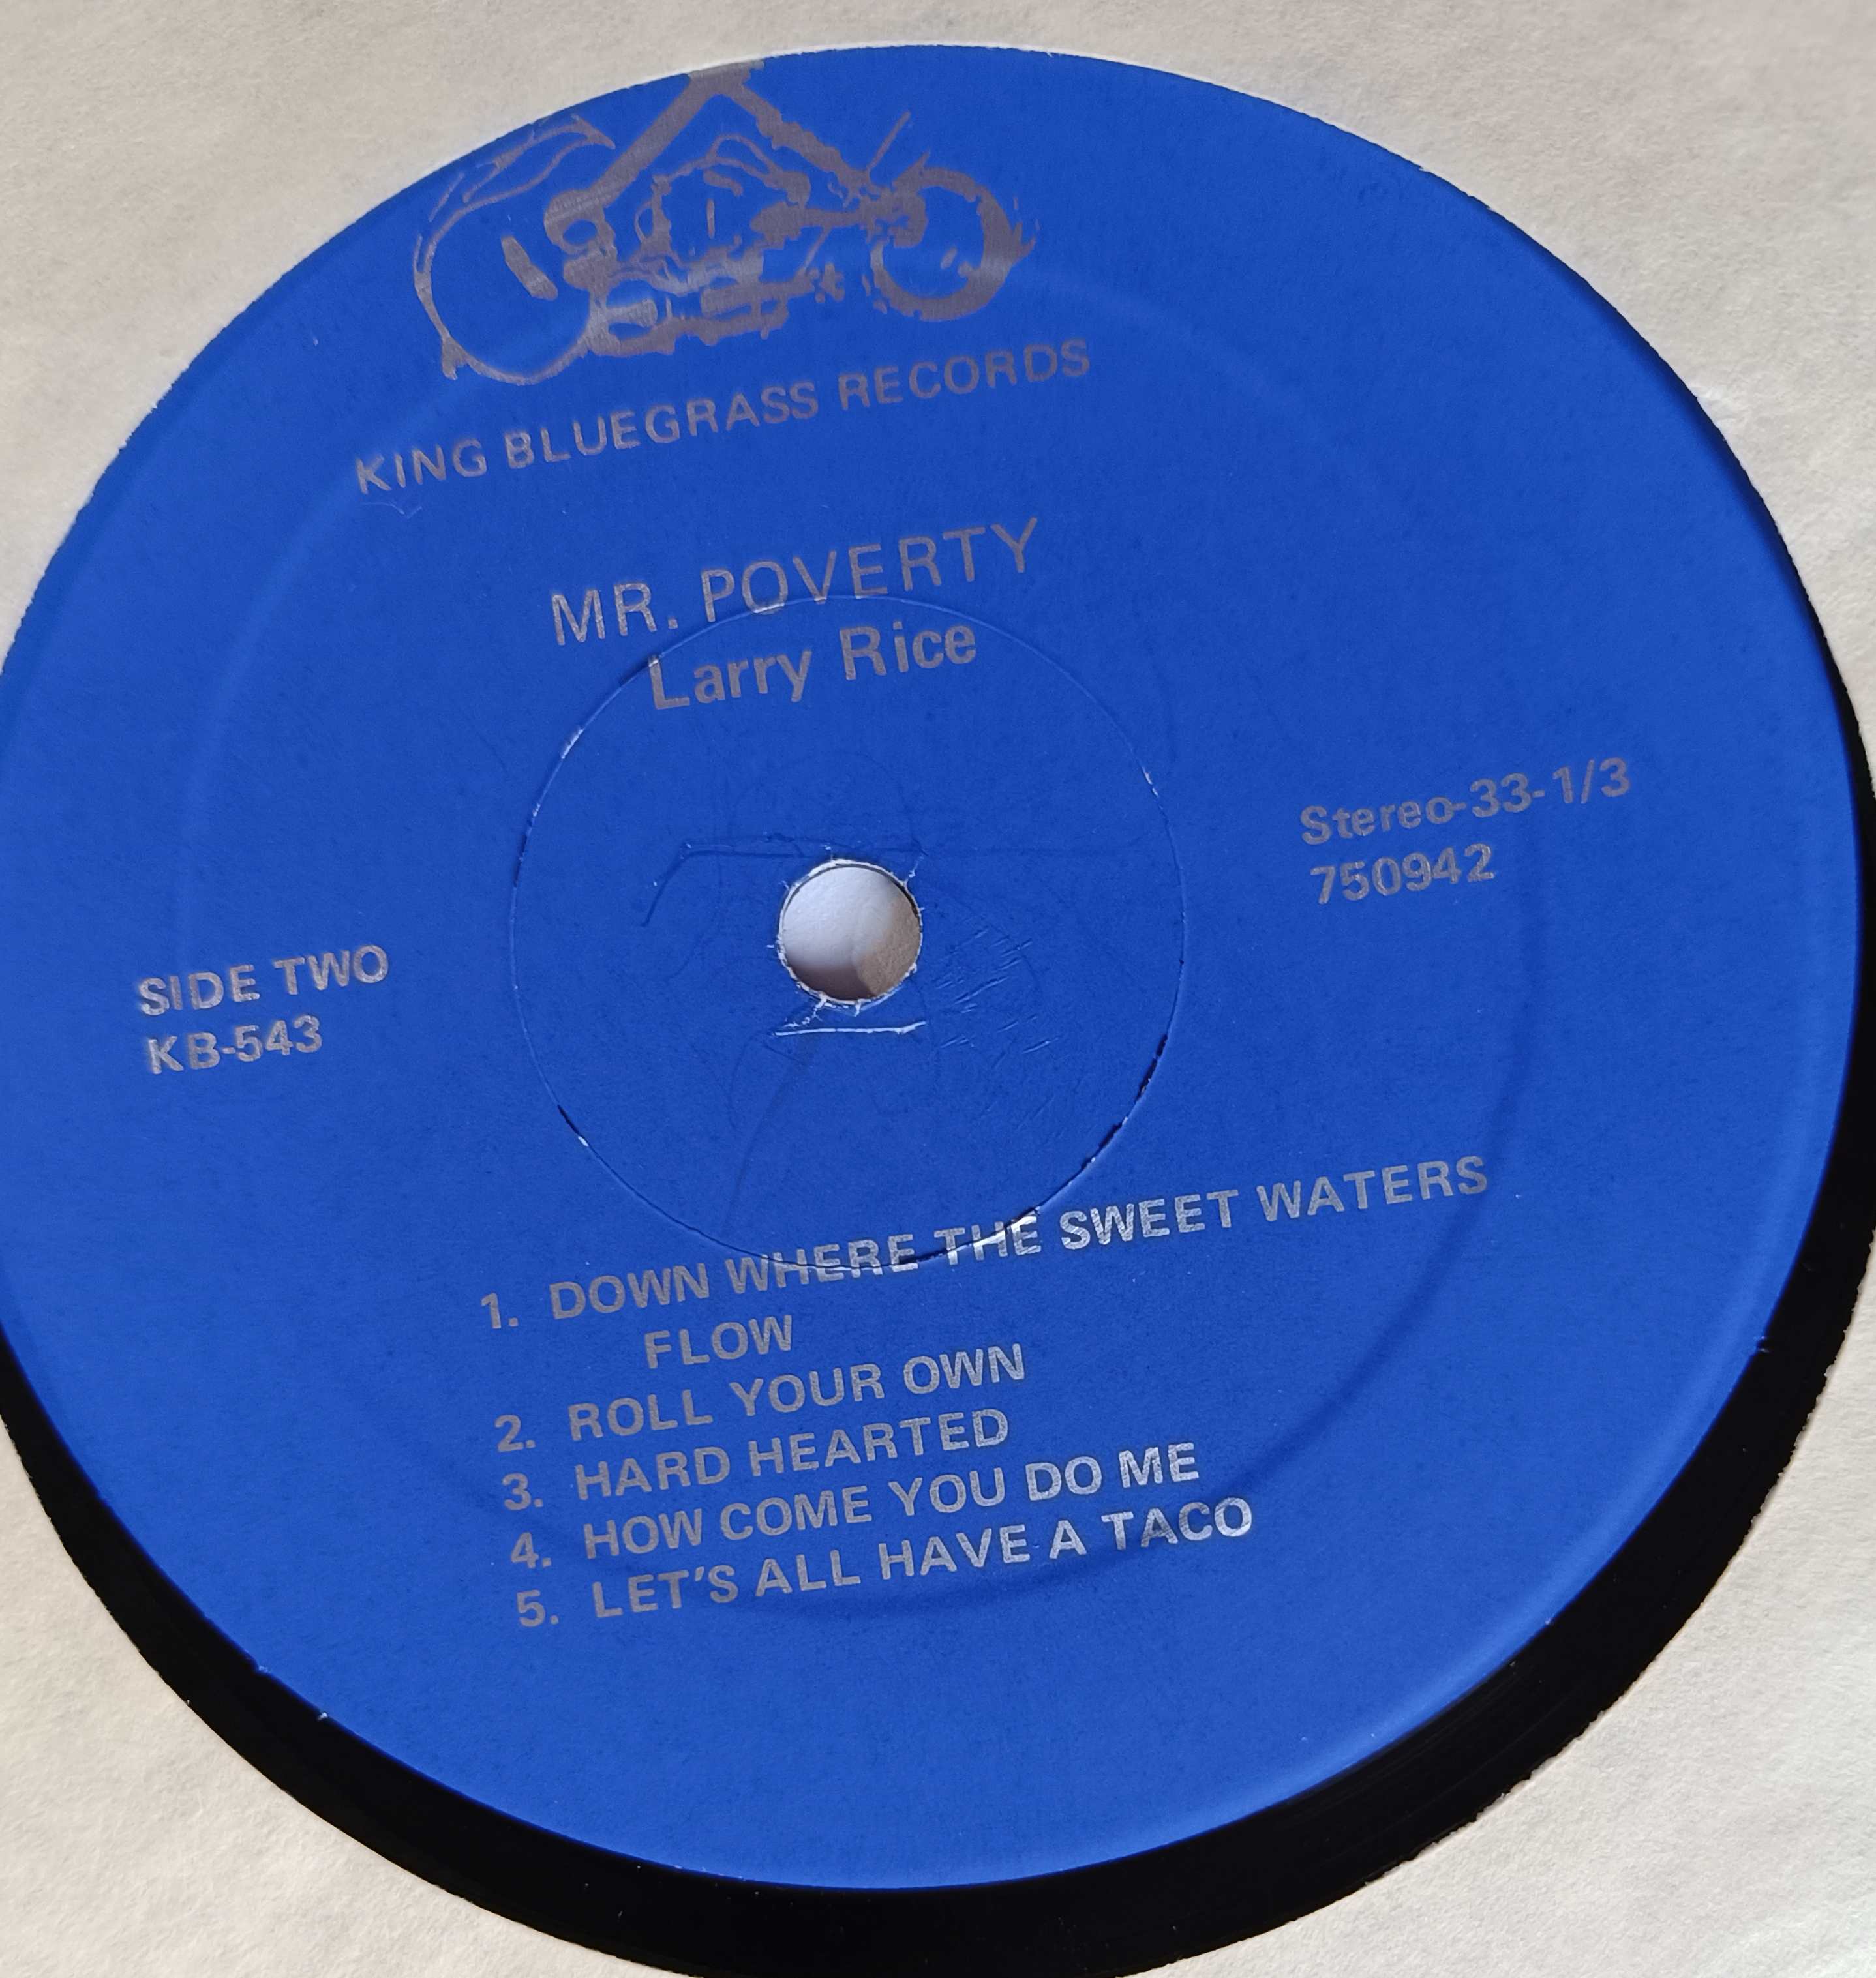 KING BLUEGRASS RECORDS
MR. POVERTY
Larry Rice
Stereo-33-1/3
750942
SIDE TWO
KB-543
1. DOWN WHERE THE SWEET WATERS
FLOW
2. ROLL YOUR OWN
3. HARD HEARTED
4. HOW COME YOU DO ME
5. LET'S ALL HAVE A TACO